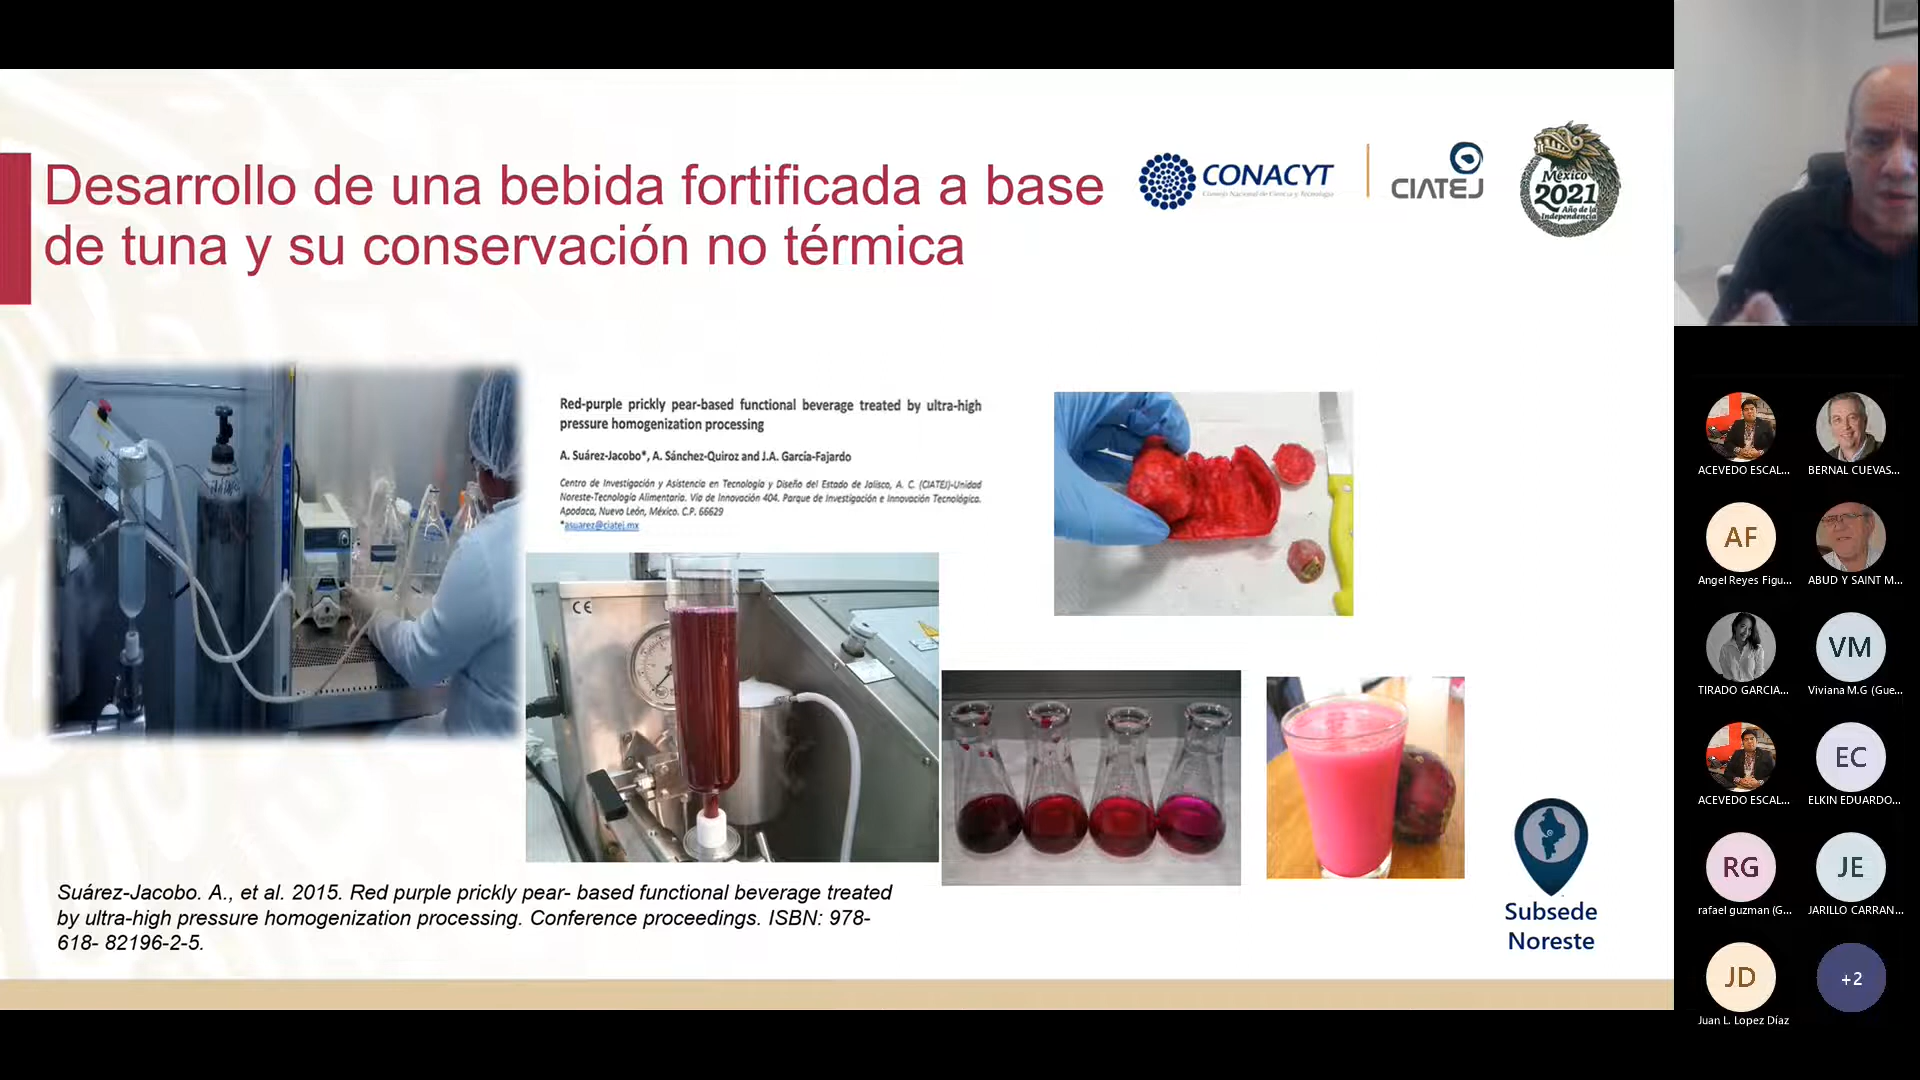 Desarrollo de una bebida fortificada a base
de tuna y su conservación no térmica
CONACYT
Consejo Nacional de Ciencia y Tecnología
CIATEJ
México
2021
Año de la
Independencia
Red-purple prickly pear-based functional beverage treated by ultra-high
pressure homogenization processing
A. Suárez-Jacobo*, A. Sánchez-Quiroz and J.A. García-Fajardo
Centro de Investigación y Asistencia en Tecnología y Diseño del Estado de Jalisco, A. C. (CIATEJ)-Unidad
Noreste-Tecnología Alimentaria. Vía de Innovación 404. Parque de Investigación e Innovación Tecnológica.
Apodaca, Nuevo León, México. C.P. 66629
*asuarez@ciatej.mx
CE
Suárez-Jacobo. A., et al. 2015. Red purple prickly pear- based functional beverage treated
by ultra-high pressure homogenization processing. Conference proceedings. ISBN: 978-
618- 82196-2-5.
Subsede
Noreste
ACEVEDO ESCAL...
BERNAL CUEVAS...
AF
Angel Reyes Figu...
ABUD Y SAINT M...
TIRADO GARCIA...
VM
Viviana M.G (Gue...
ACEVEDO ESCAL...
EC
ELKIN EDUARDO...
RG
rafael guzman (G...
JE
JARILLO CARRAN...
JD
Juan L. Lopez Díaz
+2